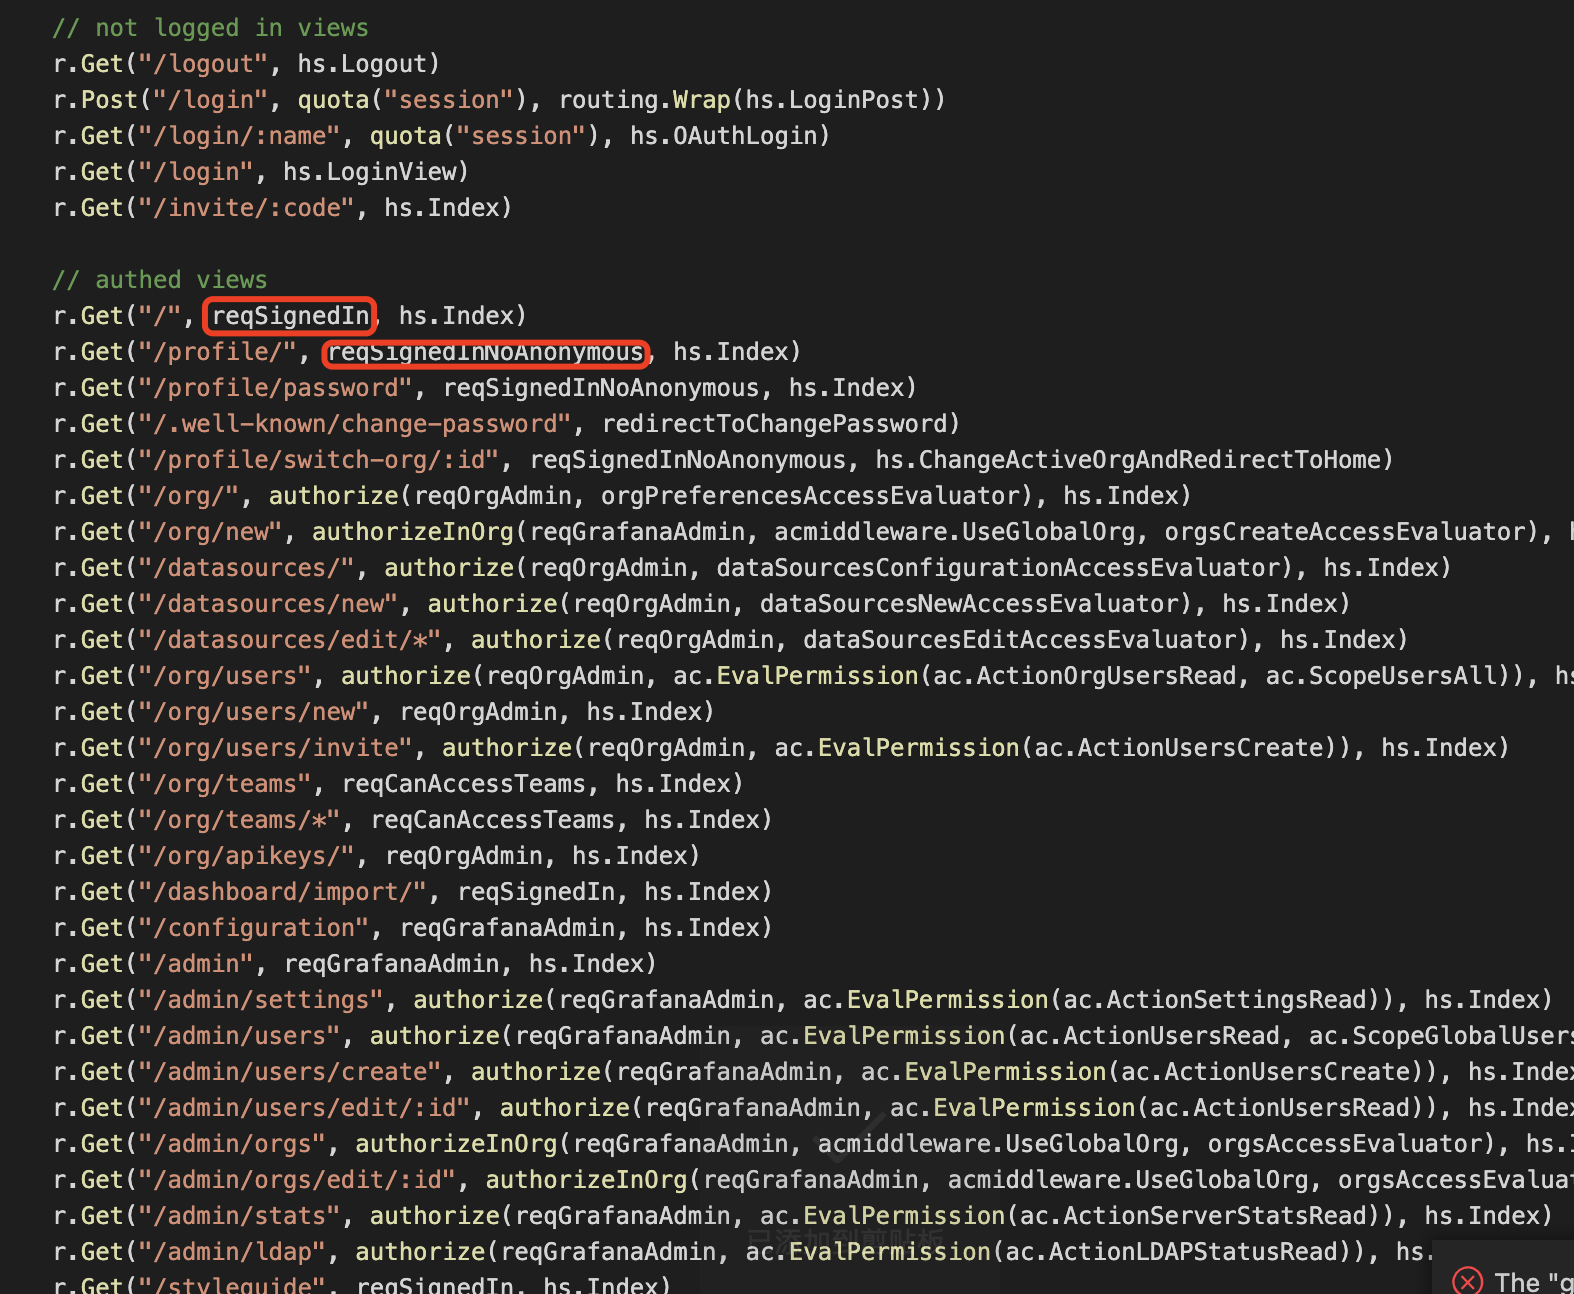 // not logged in views
r.Get("/logout", hs.Logout)
r.Post("/login", quota("session"), routing.Wrap(hs.LoginPost))
r.Get("/login/:name", quota("session"), hs.OAuthLogin)
r.Get("/login", hs.LoginView)
r.Get("/invite/:code", hs.Index)
// authed views
r.Get("/", reqSignedIn, hs.Index)
r.Get("/profile/", reqSignedInNoAnonymous, hs.Index)
r.Get("/profile/password", reqSignedInNoAnonymous, hs.Index)
r.Get("/.well-known/change-password", redirectToChangePassword)
r.Get("/profile/switch-org/:id", reqSignedInNoAnonymous, hs.ChangeActiveOrgAndRedirectToHome)
r.Get("/org/", authorize(reqOrgAdmin, orgPreferencesAccessEvaluator), hs.Index)
r.Get("/org/new", authorizeInOrg(reqGrafanaAdmin, acmiddleware.UseGlobalOrg, orgsCreateAccessEvaluator), h
r.Get("/datasources/", authorize(reqOrgAdmin, dataSourcesConfigurationAccessEvaluator), hs.Index)
r.Get("/datasources/new", authorize(reqOrgAdmin, dataSourcesNewAccessEvaluator), hs.Index)
r.Get("/datasources/edit/*", authorize(reqOrgAdmin, dataSourcesEditAccessEvaluator), hs.Index)
r.Get("/org/users", authorize(reqOrgAdmin, ac.EvalPermission(ac.ActionOrgUsersRead, ac.ScopeUsersAll)), hs
r.Get("/org/users/new", reqOrgAdmin, hs.Index)
r.Get("/org/users/invite", authorize(reqOrgAdmin, ac.EvalPermission(ac.ActionUsersCreate)), hs.Index)
r.Get("/org/teams", reqCanAccessTeams, hs.Index)
r.Get("/org/teams/*", reqCanAccessTeams, hs.Index)
r.Get("/org/apikeys/", reqOrgAdmin, hs.Index)
r.Get("/dashboard/import/", reqSignedIn, hs.Index)
r.Get("/configuration", reqGrafanaAdmin, hs.Index)
r.Get("/admin", reqGrafanaAdmin, hs.Index)
r.Get("/admin/settings", authorize(reqGrafanaAdmin, ac.EvalPermission(ac.ActionSettingsRead)), hs.Index)
r.Get("/admin/users", authorize(reqGrafanaAdmin, ac.EvalPermission(ac.ActionUsersRead, ac.ScopeGlobalUsers
r.Get("/admin/users/create", authorize(reqGrafanaAdmin, ac.EvalPermission(ac.ActionUsersCreate)), hs.Index
r.Get("/admin/users/edit/:id", authorize(reqGrafanaAdmin, ac.EvalPermission(ac.ActionUsersRead)), hs.Index
r.Get("/admin/orgs", authorizeInOrg(reqGrafanaAdmin, acmiddleware.UseGlobalOrg, orgsAccessEvaluator), hs.I
r.Get("/admin/orgs/edit/:id", authorizeInOrg(reqGrafanaAdmin, acmiddleware.UseGlobalOrg, orgsAccessEvaluat
r.Get("/admin/stats", authorize(reqGrafanaAdmin, ac.EvalPermission(ac.ActionServerStatsRead)), hs.Index)
已添加到剪贴板
r.Get("/admin/ldap", authorize(reqGrafanaAdmin, ac.EvalPermission(ac.ActionLDAPStatusRead)), hs.
r.Get("/styleguide", reqSignedIn, hs.Index)
The "g